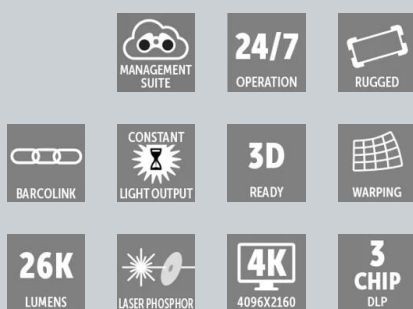 MANAGEMENT
SUITE
24/7
OPERATION
RUGGED
BARCOLINK
CONSTANT
LIGHT OUTPUT
3D
READY
WARPING
26K
LUMENS
LASER PHOSPHOR
4K
4096X2160
3
CHIP
DLP